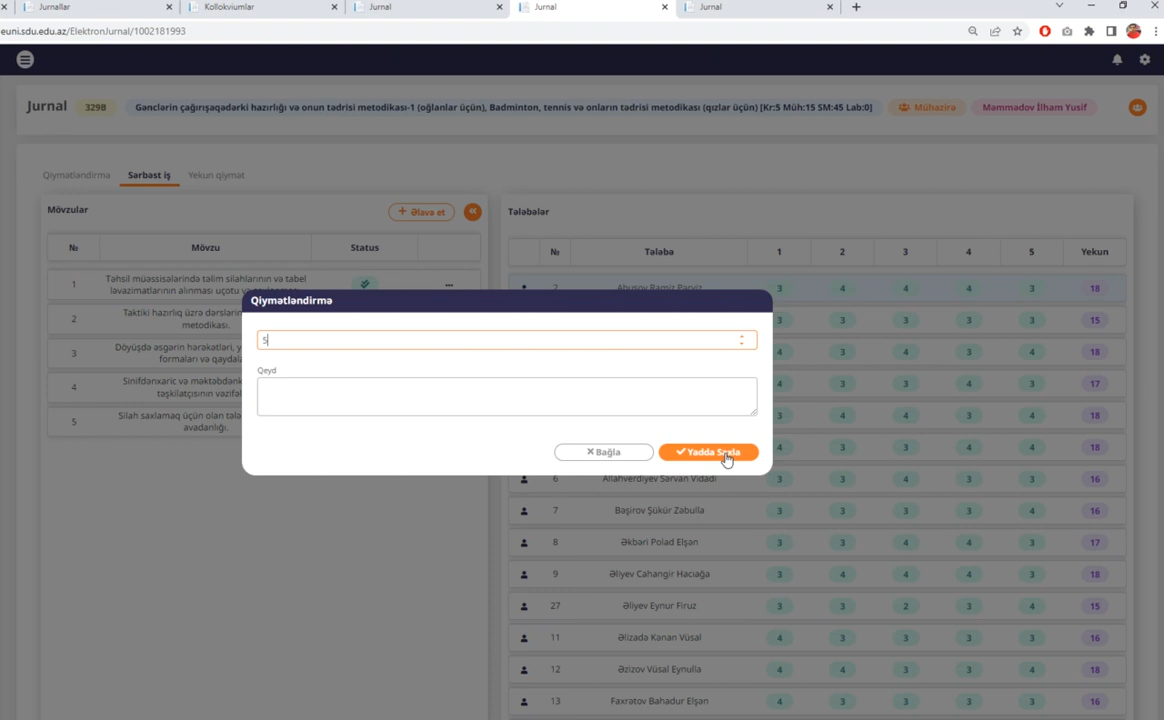 Jurnallar
Kollokviumlar
Jurnal
Jurnal
Jurnal
euni.sdu.edu.az/ElektronJurnal/1002181993
Jurnal
329B
Gənclərin çağırışaqədərki hazırlığı və onun tədrisi metodikası-1 (oğlanlar üçün), Badminton, tennis və onların tədrisi metodikası (qızlar üçün) [Kr:5 Müh:15 SM:45 Lab:0]
Mühazirə
Məmmədov İlham Yusif
Qiymətləndirmə
Sərbəst iş
Yekun qiymət
Mövzular
+ Əlavə et
№ Mövzu Status
1 Təhsil müəssisələrində təlim silahlarının və tabel
ləvazimatlarının alınması uçotu və
2 Taktiki hazırlıq üzrə dərslərin
metodikası.
3 Döyüşdə əsgərin hərəkətləri,
formaları və
4 Sinifdənxaric və məktəbdənk
təşkilatçısının
5 Silah saxlamaq üçün olan
avadanlığı.
Qiymətləndirmə
5
Qeyd
Bağla
Yadda Saxla
Tələbələr
№ Tələbə 1 2 3 4 5 Yekun
2 Abusov Ramiz Pərviz 3 4 4 4 3 18
3 3 3 3 3 15
4 3 4 3 4 18
4 3 3 4 3 17
3 4 4 3 4 18
4 3 3 4 4 18
6 Allahverdiyev Sərvan Vidadi 3 3 4 3 3 16
7 Bəşirov Şükür Zabulla 3 3 3 4 3 16
8 Əkbəri Polad Elşən 3 3 4 4 3 17
9 Əliyev Cahangir Hacıağa 3 4 4 4 3 18
27 Əliyev Eynur Firuz 3 3 2 3 4 15
11 Əlizadə Kənan Vüsal 4 3 3 3 3 16
12 Əzizov Vüsal Eynulla 4 4 3 3 4 18
13 Faxratov Bahadur Elşən 4 3 3 3 3 16